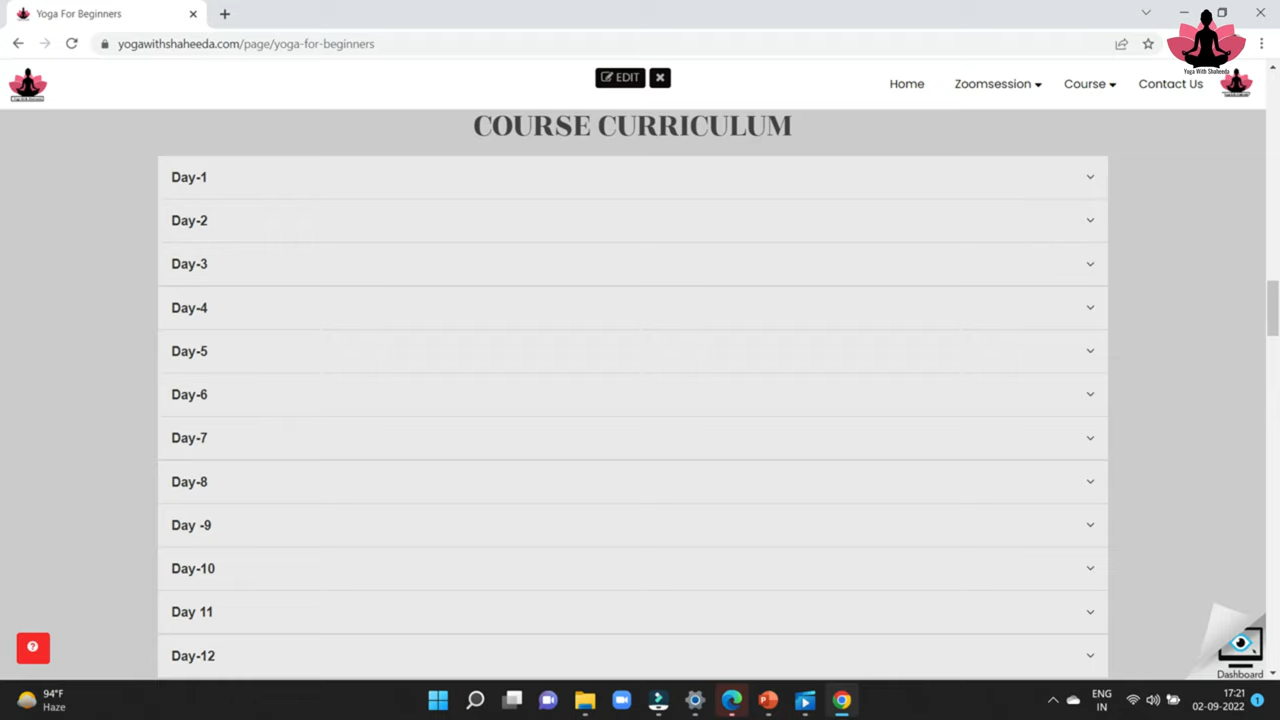 Yoga For Beginners
yogawithshaheeda.com/page/yoga-for-beginners
Yoga With Shaheeda
EDIT
Home
Zoomsession
Course
Contact Us
COURSE CURRICULUM
Day-1
Day-2
Day-3
Day-4
Day-5
Day-6
Day-7
Day-8
Day -9
Day-10
Day 11
Day-12
Dashboard
94°F
Haze
ENG
IN
17:21
02-09-2022
1